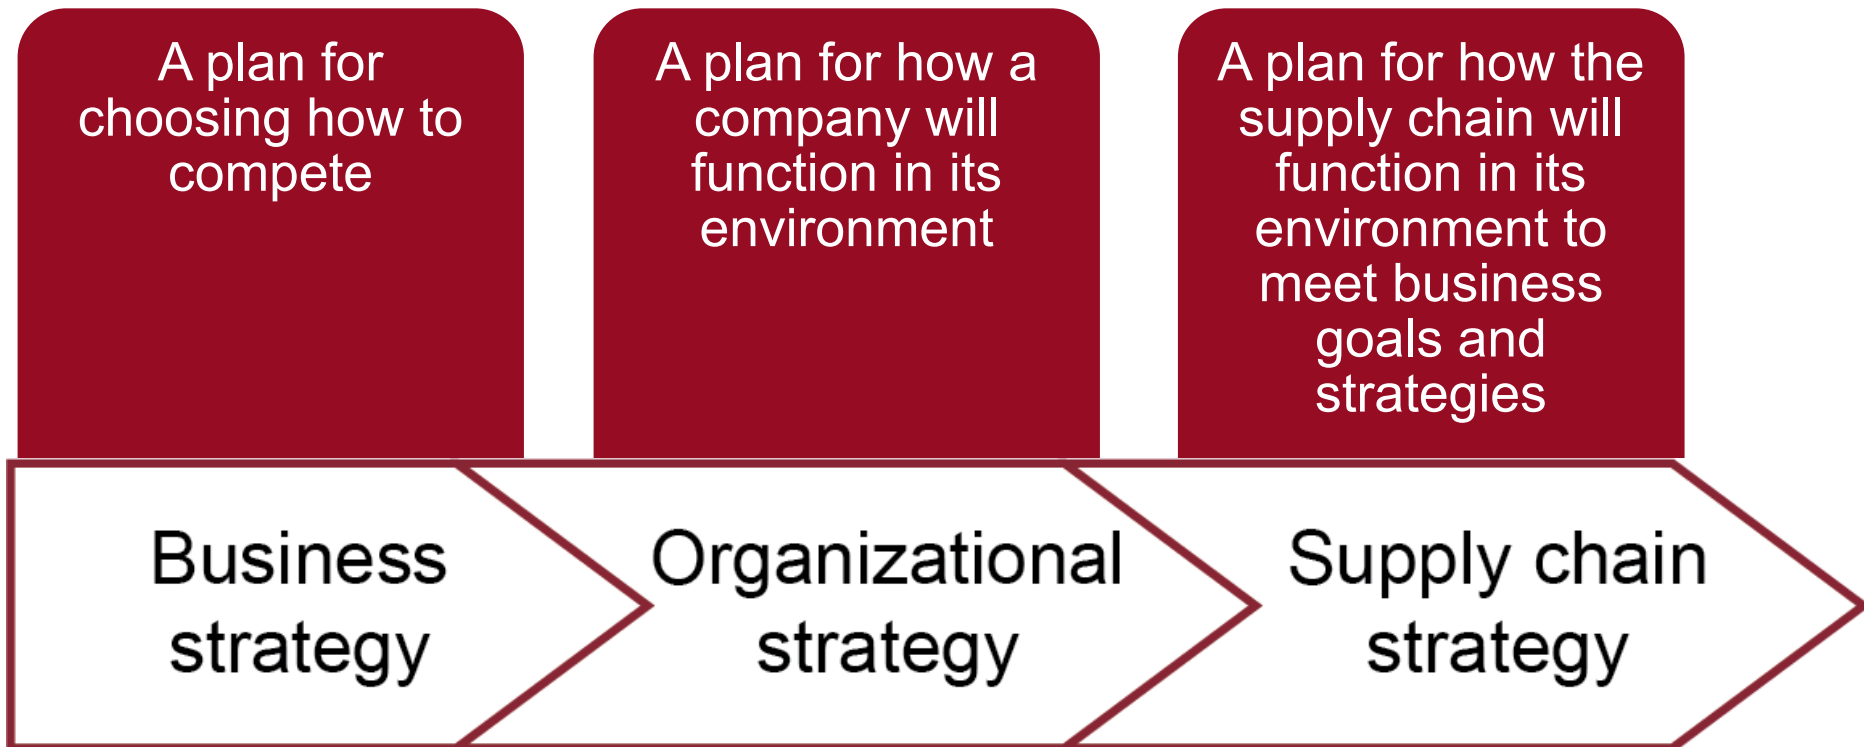 A plan for
choosing how to
compete
A plan for how a
company will
function in its
environment
A plan for how the
supply chain will
function in its
environment to
meet business
goals and
strategies
Business
strategy
Organizational
strategy
Supply chain
strategy